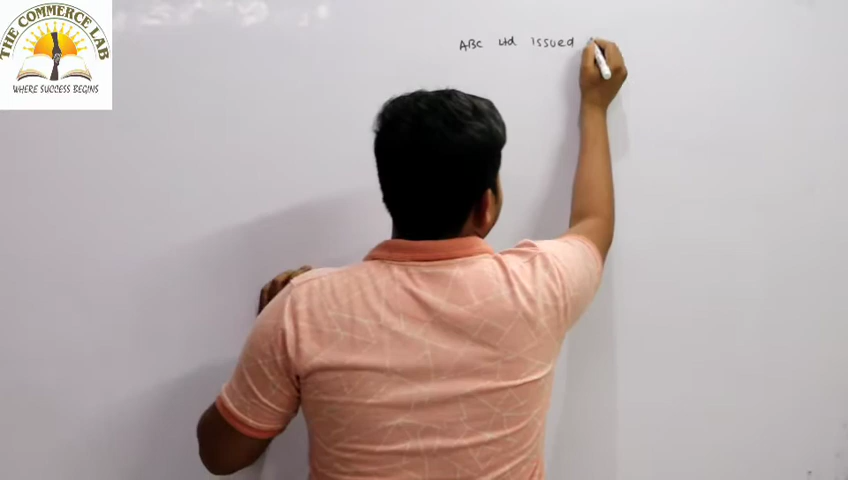 THE COMMERCE LAB
WHERE SUCCESS BEGINS
ABC Ltd Issued